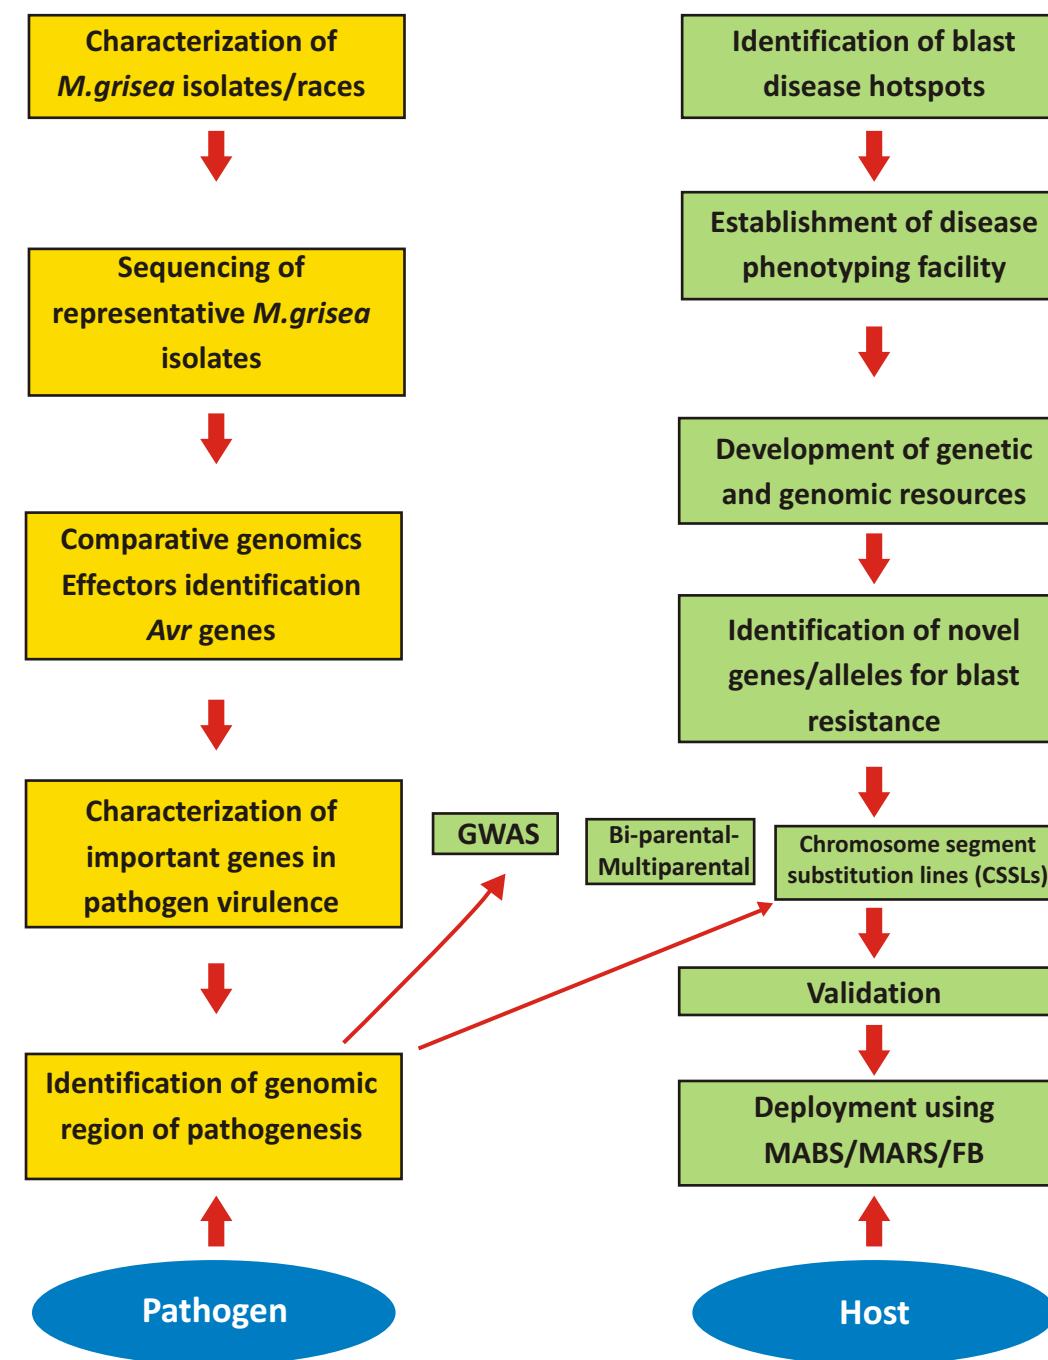 Characterization of
M.grisea isolates/races
Sequencing of
representative M.grisea
isolates
Comparative genomics
Effectors identification
Avr genes
Characterization of
important genes in
pathogen virulence
Identification of genomic
region of pathogenesis
Pathogen
GWAS
Bi-parental-
Multiparental
Identification of blast
disease hotspots
Establishment of disease
phenotyping facility
Development of genetic
and genomic resources
Identification of novel
genes/alleles for blast
resistance
Chromosome segment
substitution lines (CSSLs)
Validation
Deployment using
MABS/MARS/FB
Host